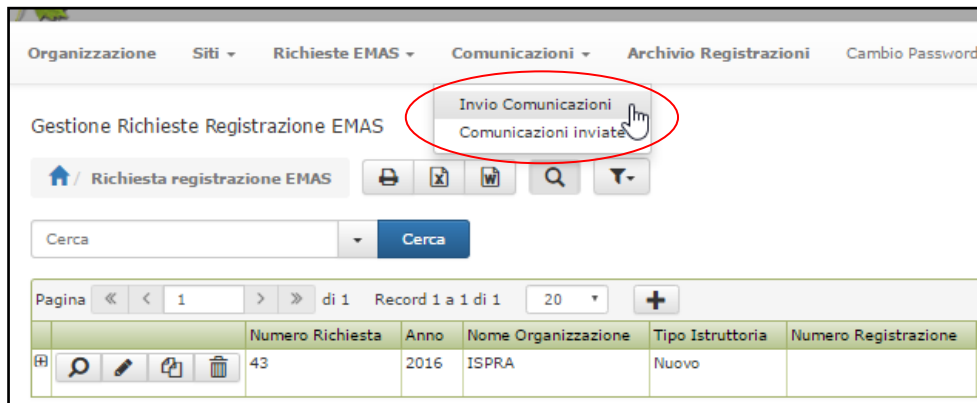 Organizzazione Siti Richieste EMAS Comunicazioni Archivio Registrazioni Cambio Password
Invio Comunicazioni
Comunicazioni inviate
Gestione Richieste Registrazione EMAS
/ Richiesta registrazione EMAS
Cerca Cerca
Pagina 1 di 1 Record 1 a 1 di 1 20
Numero Richiesta Anno Nome Organizzazione Tipo Istruttoria Numero Registrazione
43 2016 ISPRA Nuovo